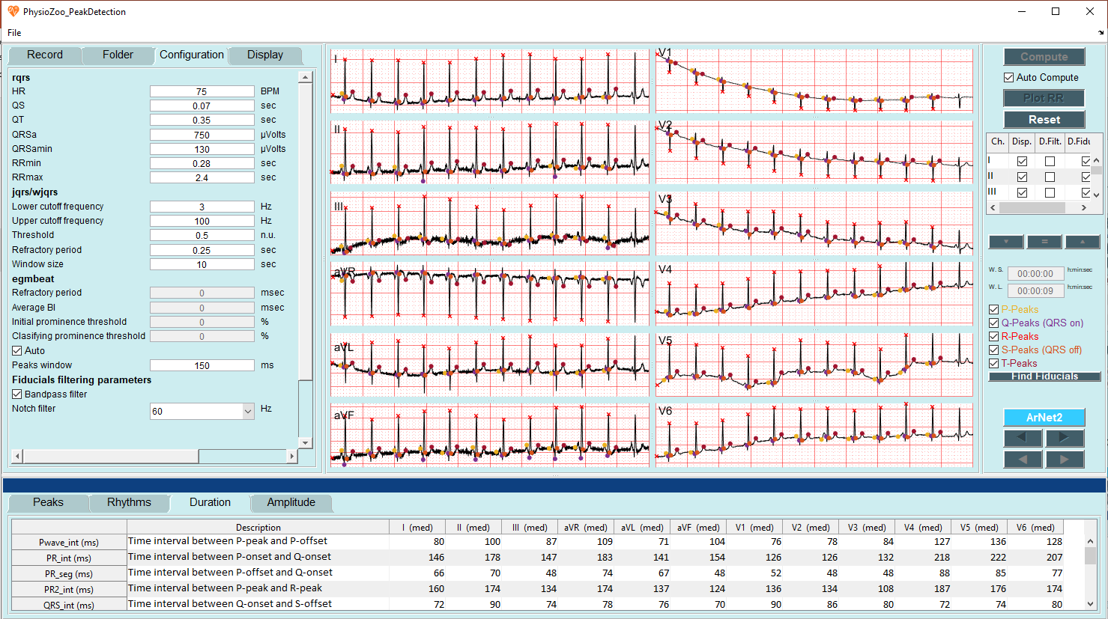 PhysioZoo_PeakDetection
File
Record Folder Configuration Display
rqrs
HR 75 BPM
QS 0.07 sec
QT 0.35 sec
QRSa 750 µVolts
QRSamin 130 µVolts
RRmin 0.28 sec
RRmax 2.4 sec
jqrs/wjqrs
Lower cutoff frequency 3 Hz
Upper cutoff frequency 100 Hz
Threshold 0.5 n.u.
Refractory period 0.25 sec
Window size 10 sec
egmbeat
Refractory period 0 msec
Average BI 0 msec
Initial prominence threshold 0 %
Clasifying prominence threshold 0 %
Auto
Peaks window 150 ms
Fiducials filtering parameters
Bandpass filter
Notch filter 60 Hz
I V1
II V2
III V3
aVR V4
aVL V5
aVF V6
Compute
Auto Compute
Plot RR
Reset
Ch. Disp. D.Filt. D.Fidu
I
II
III
W. S. 00:00:00 h:min:sec
W. L. 00:00:09 h:min:sec
P-Peaks
Q-Peaks (QRS on)
R-Peaks
S-Peaks (QRS off)
T-Peaks
Find Fiducials
ArNet2
Peaks Rhythms Duration Amplitude
Description I (med) II (med) III (med) aVR (med) aVL (med) aVF (med) V1 (med) V2 (med) V3 (med) V4 (med) V5 (med) V6 (med)
Pwave_int (ms) Time interval between P-peak and P-offset 80 100 87 109 71 104 76 78 84 127 136 128
PR_int (ms) Time interval between P-onset and Q-onset 146 178 147 183 141 154 126 126 132 218 222 207
PR_seg (ms) Time interval between P-offset and Q-onset 66 70 48 74 67 48 52 48 48 88 85 77
PR2_int (ms) Time interval between P-peak and R-peak 160 174 134 174 137 124 136 134 108 187 176 174
QRS_int (ms) Time interval between Q-onset and S-offset 72 90 74 78 76 70 90 86 80 72 74 80